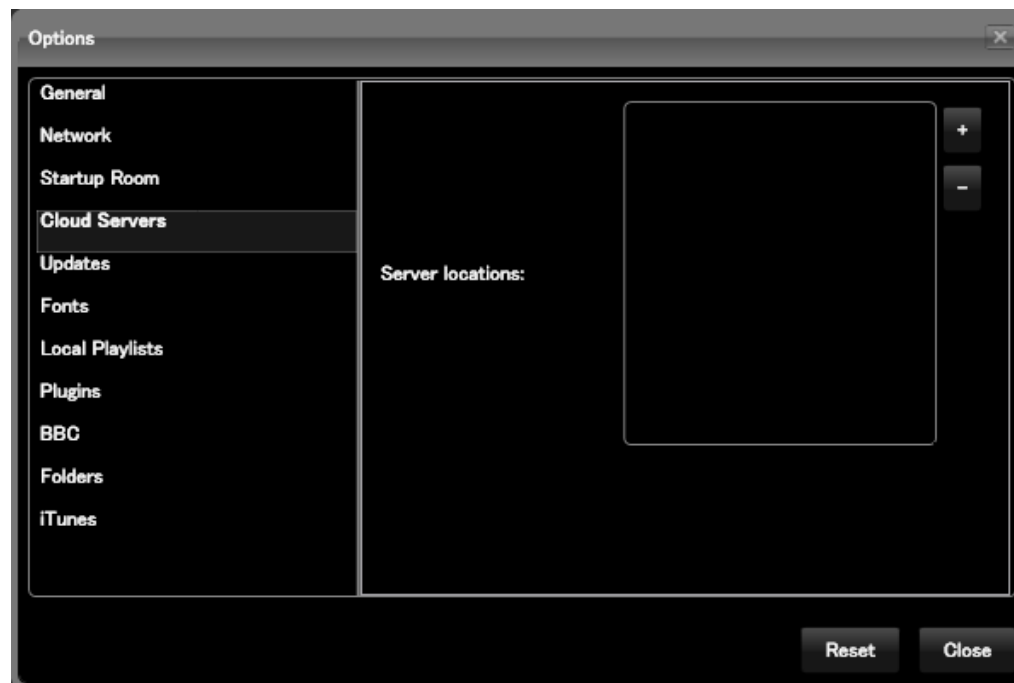 Options
General
Network
Startup Room
Cloud Servers
Updates
Fonts
Local Playlists
Plugins
BBC
Folders
iTunes
Server locations:
+
-
Reset
Close